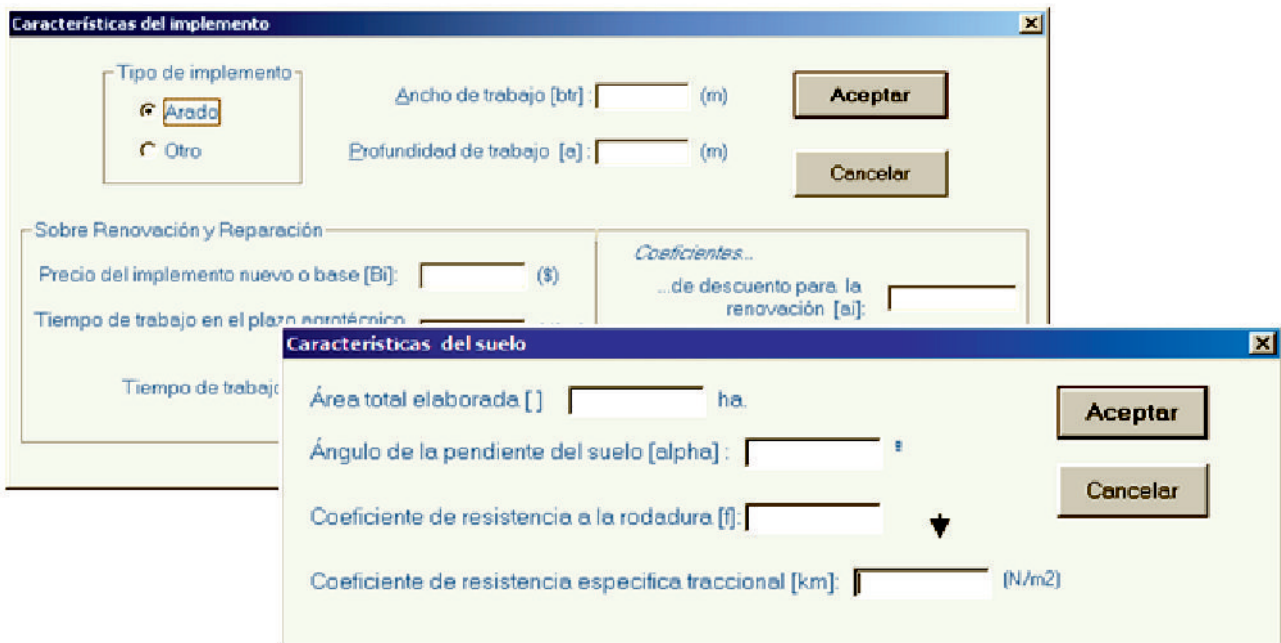 Características del implemento
Tipo de implemento
Arado
Otro
Ancho de trabajo [btr] : (m)
Profundidad de trabajo [a] : (m)
Aceptar
Cancelar
Sobre Renovación y Reparación
Precio del implemento nuevo o base [Bi]: ($)
Tiempo de trabajo en el plazo agrotécnico
Tiempo de trabajo
Coeficientes...
...de descuento para la
renovación [ai]:
Características del suelo
Área total elaborada [ ] ha.
Ángulo de la pendiente del suelo [alpha] : º
Coeficiente de resistencia a la rodadura [f]:
Coeficiente de resistencia especifica traccional [km]: (N/m2)
Aceptar
Cancelar